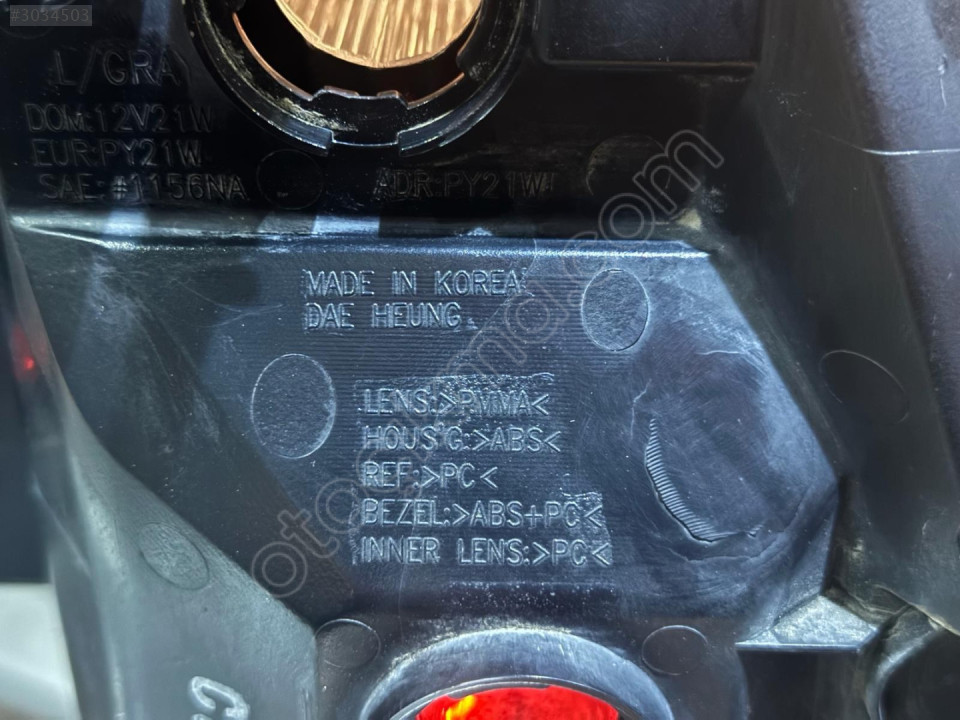 #3034503
L/GRA
DOM:12V21W
EUR:PY21W
SAE:#1156NA
ADR:PY21W
MADE IN KOREA
DAE HEUNG
LENS:>PMMA<
HOUS'G:>ABS<
REF:>PC<
BEZEL:>ABS+PC<
INNER LENS:>PC<